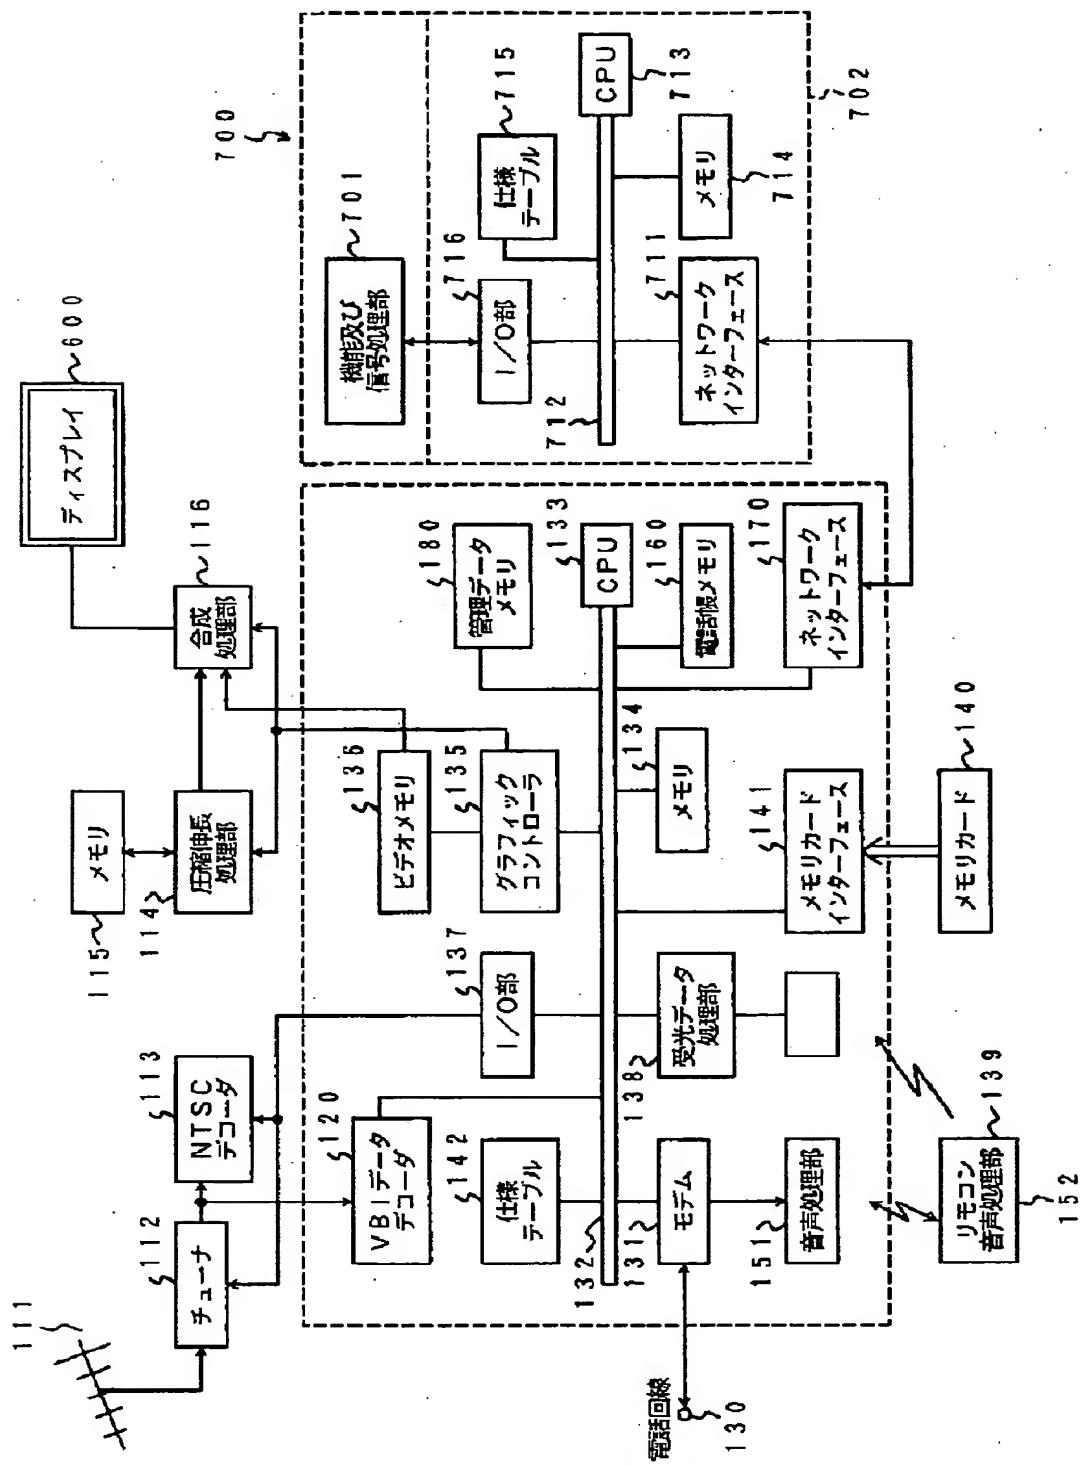 111
112
チューナ
113
NTSC
デコーダ
115
メモリ
114
圧縮伸長
処理部
116
合成
処理部
600
ディスプレイ
120
VBIデータ
デコーダ
142
仕様
テーブル
137
I/O部
136
ビデオメモリ
135
グラフィック
コントローラ
180
管理データ
メモリ
133
CPU
132
131
モデム
138
受光データ
処理部
134
メモリ
160
電話帳メモリ
151
音声処理部
141
メモリカード
インターフェース
170
ネットワーク
インターフェース
電話回線
130
リモコン
音声処理部
139
152
メモリカード
140
700
機能及び
信号処理部
701
716
I/O部
仕様
テーブル
715
712
CPU
713
711
ネットワーク
インターフェース
メモリ
714
702